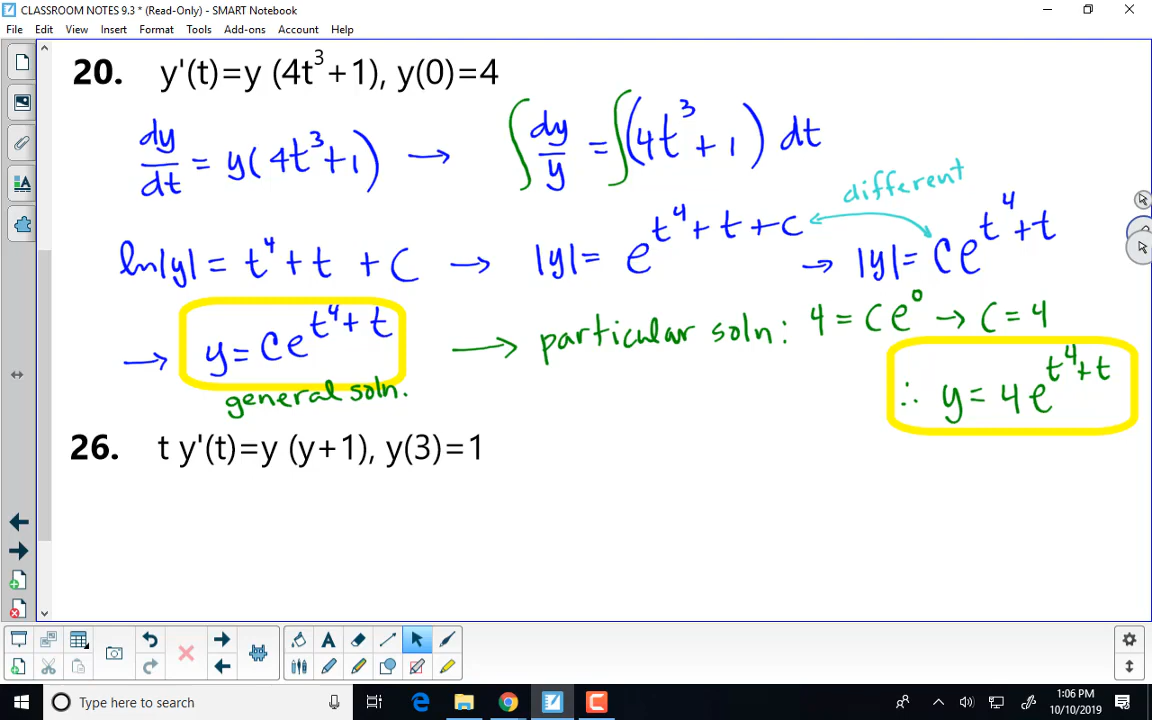 CLASSROOM NOTES 9.3 * (Read-Only) - SMART Notebook
File Edit View Insert Format Tools Add-ons Account Help
20. y'(t)=y (4t³+1), y(0)=4
dy/dt = y(4t³+1) → ∫ dy/y = ∫(4t³+1) dt
different
ln|y| = t⁴+t +C → |y| = e^(t⁴+t+C) → |y| = Ce^(t⁴+t)
→ y = Ce^(t⁴+t) → particular soln: 4 = Ce⁰ → C = 4
general soln.
∴ y = 4e^(t⁴+t)
26. t y'(t)=y (y+1), y(3)=1
Type here to search
1:06 PM
10/10/2019